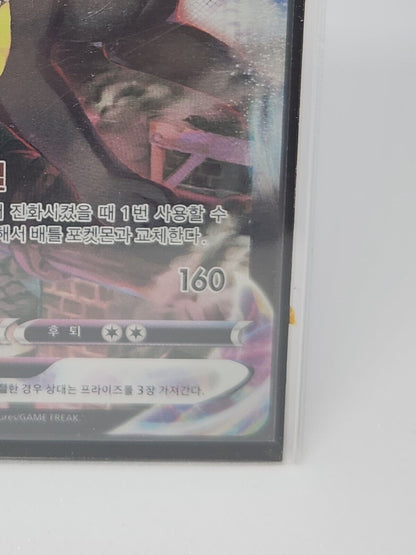 진화시켰을 때 1번 사용할 수
해서 배틀 포켓몬과 교체한다.
160
후 퇴
절한 경우 상대는 프라이즈를 3장 가져간다.
ures/GAME FREAK.